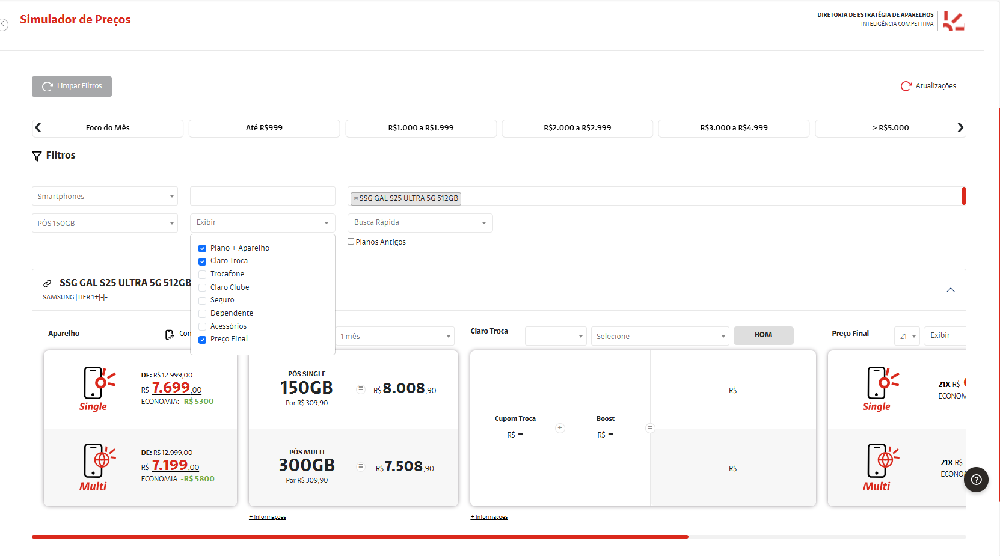 Simulador de Preços
DIRETORIA DE ESTRATÉGIA DE APARELHOS
INTELIGÊNCIA COMPETITIVA
Limpar Filtros
Atualizações
Foco do Mês
Até R$999
R$1.000 a R$1.999
R$2.000 a R$2.999
R$3.000 a R$4.999
> R$5.000
Filtros
Smartphones
×SSG GAL S25 ULTRA 5G 512GB
PÓS 150GB
Exibir
Busca Rápida
Planos Antigos
Plano + Aparelho
Claro Troca
Trocafone
Claro Clube
Seguro
Dependente
Acessórios
Preço Final
SSG GAL S25 ULTRA 5G 512GB
SAMSUNG|TIER 1+|-|-
Aparelho
Con
1 mês
Claro Troca
Selecione
BOM
Preço Final
21
Exibir
Single
DE: R$ 12.999,00
R$ 7.699,00
ECONOMIA: -R$ 5300
PÓS SINGLE
150GB
Por R$ 309,90
=
R$ 8.008,90
Cupom Troca
R$ –
+
Boost
R$ –
=
R$
Single
21X R$
ECONOM
Multi
DE: R$ 12.999,00
R$ 7.199,00
ECONOMIA: -R$ 5800
PÓS MULTI
300GB
Por R$ 309,90
=
R$ 7.508,90
R$
Multi
21X R$
ECONO
+ Informações
+ Informações